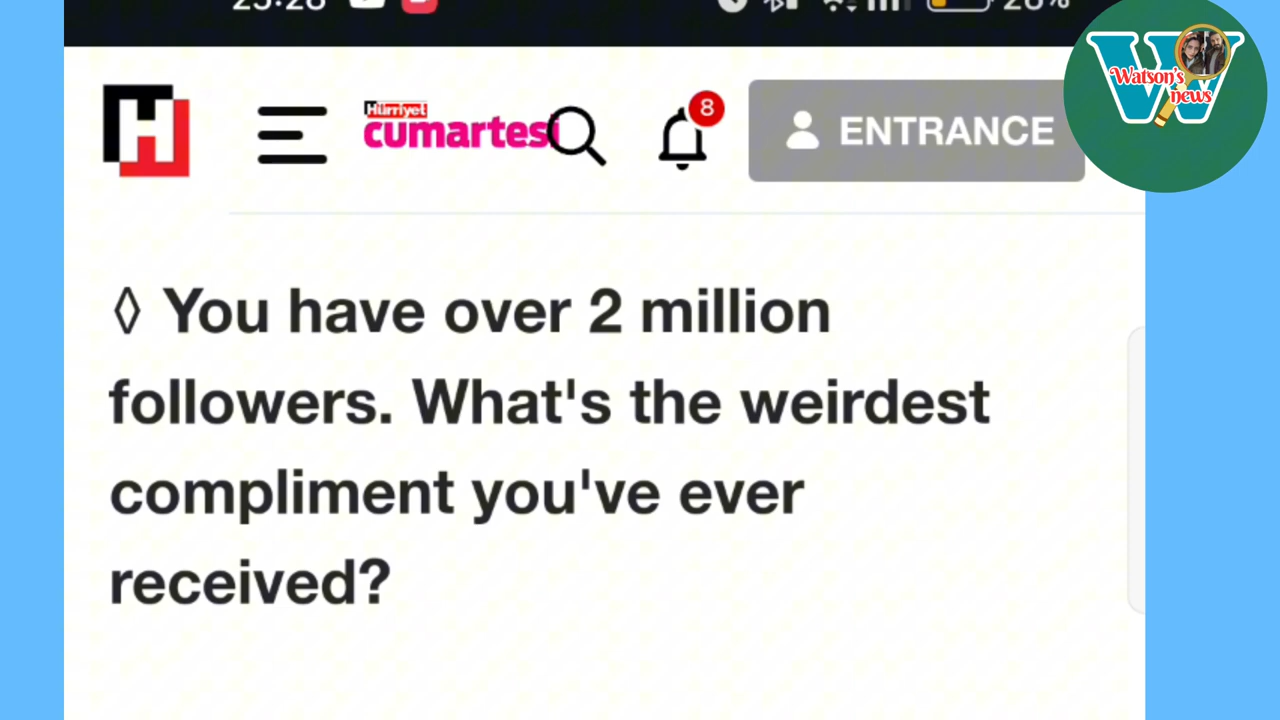 Hürriyet
cumartesi
8
ENTRANCE
Watson's
news
◊ You have over 2 million
followers. What's the weirdest
compliment you've ever
received?